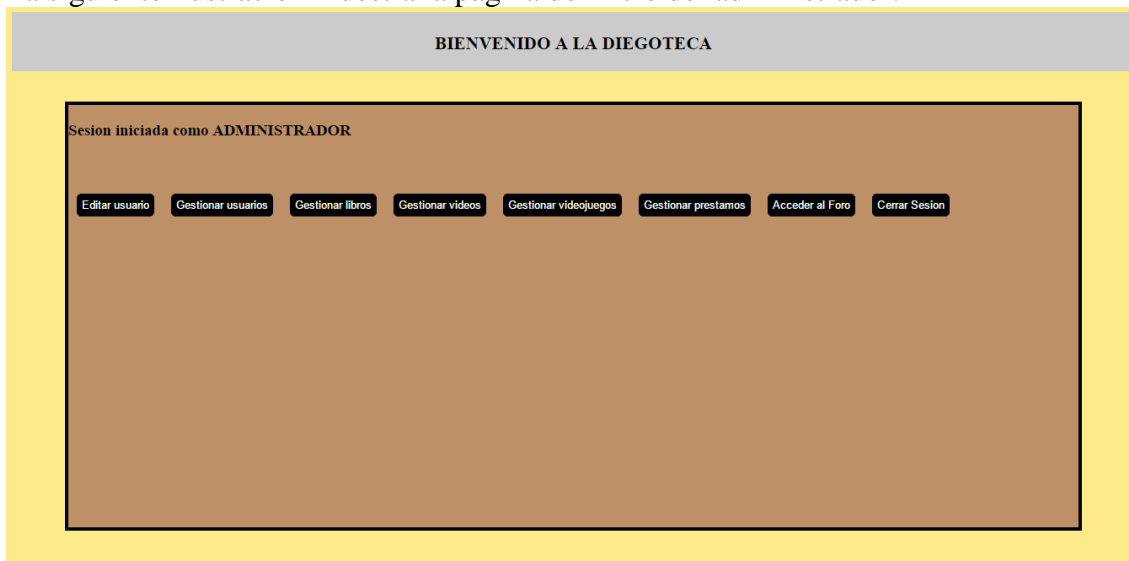 BIENVENIDO A LA DIEGOTECA
Sesion iniciada como ADMINISTRADOR
Editar usuario Gestionar usuarios Gestionar libros Gestionar videos Gestionar videojuegos Gestionar prestamos Acceder al Foro Cerrar Sesion